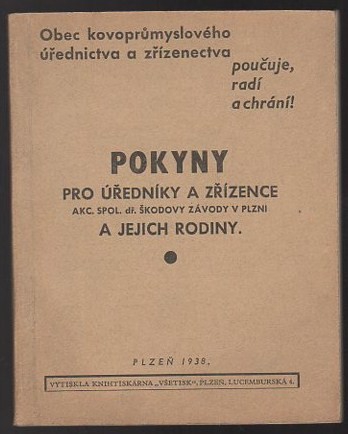 Obec kovoprůmyslového
úřednictva a zřízenectva
poučuje,
radí
a chrání!
POKYNY
PRO ÚŘEDNÍKY A ZŘÍZENCE
AKC. SPOL. dř. ŠKODOVY ZÁVODY V PLZNI
A JEJICH RODINY.
PLZEŇ 1938.
VYTISKLA KNIHTISKÁRNA „VŠETISK“, PLZEŇ, LUCEMBURSKÁ 4.